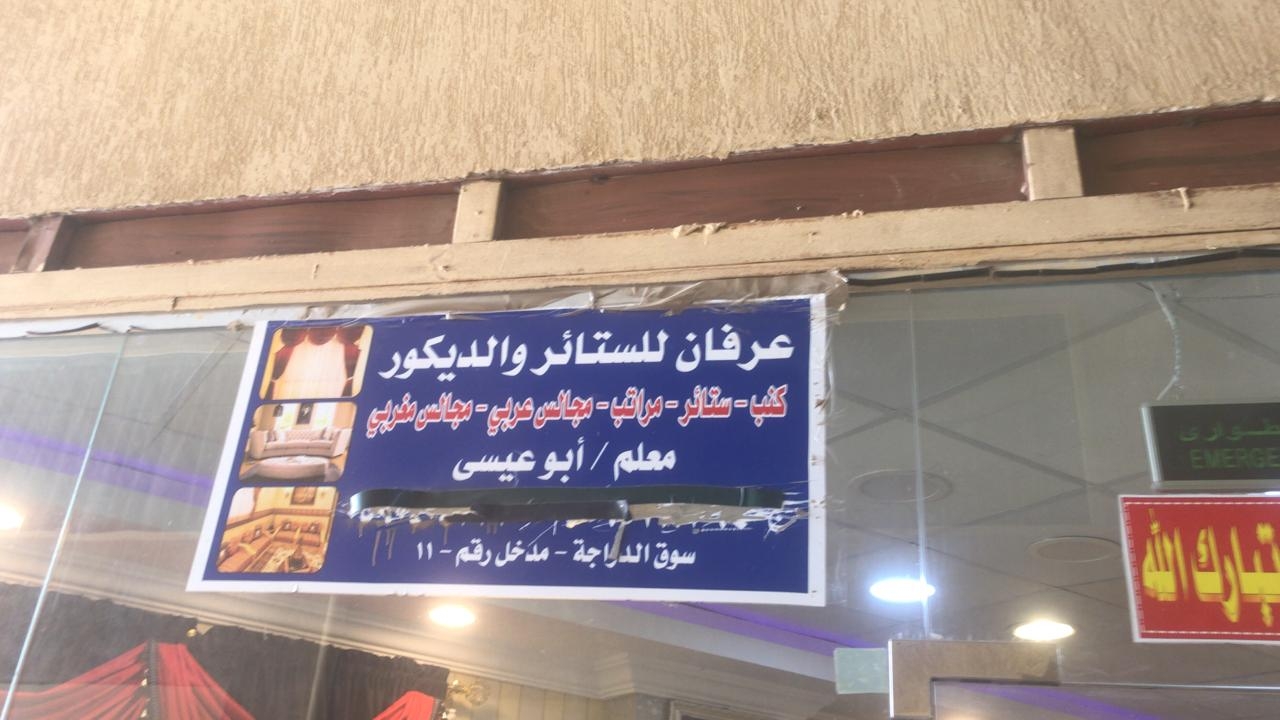 عرفان للستائر والديكور
كنب - ستائر - مراتب - مجالس عربي - مجالس مغربي
معلم / أبو عيسى
سوق الدراجة - مدخل رقم - ١١
طوارئ
EMERGE
تبارك الله